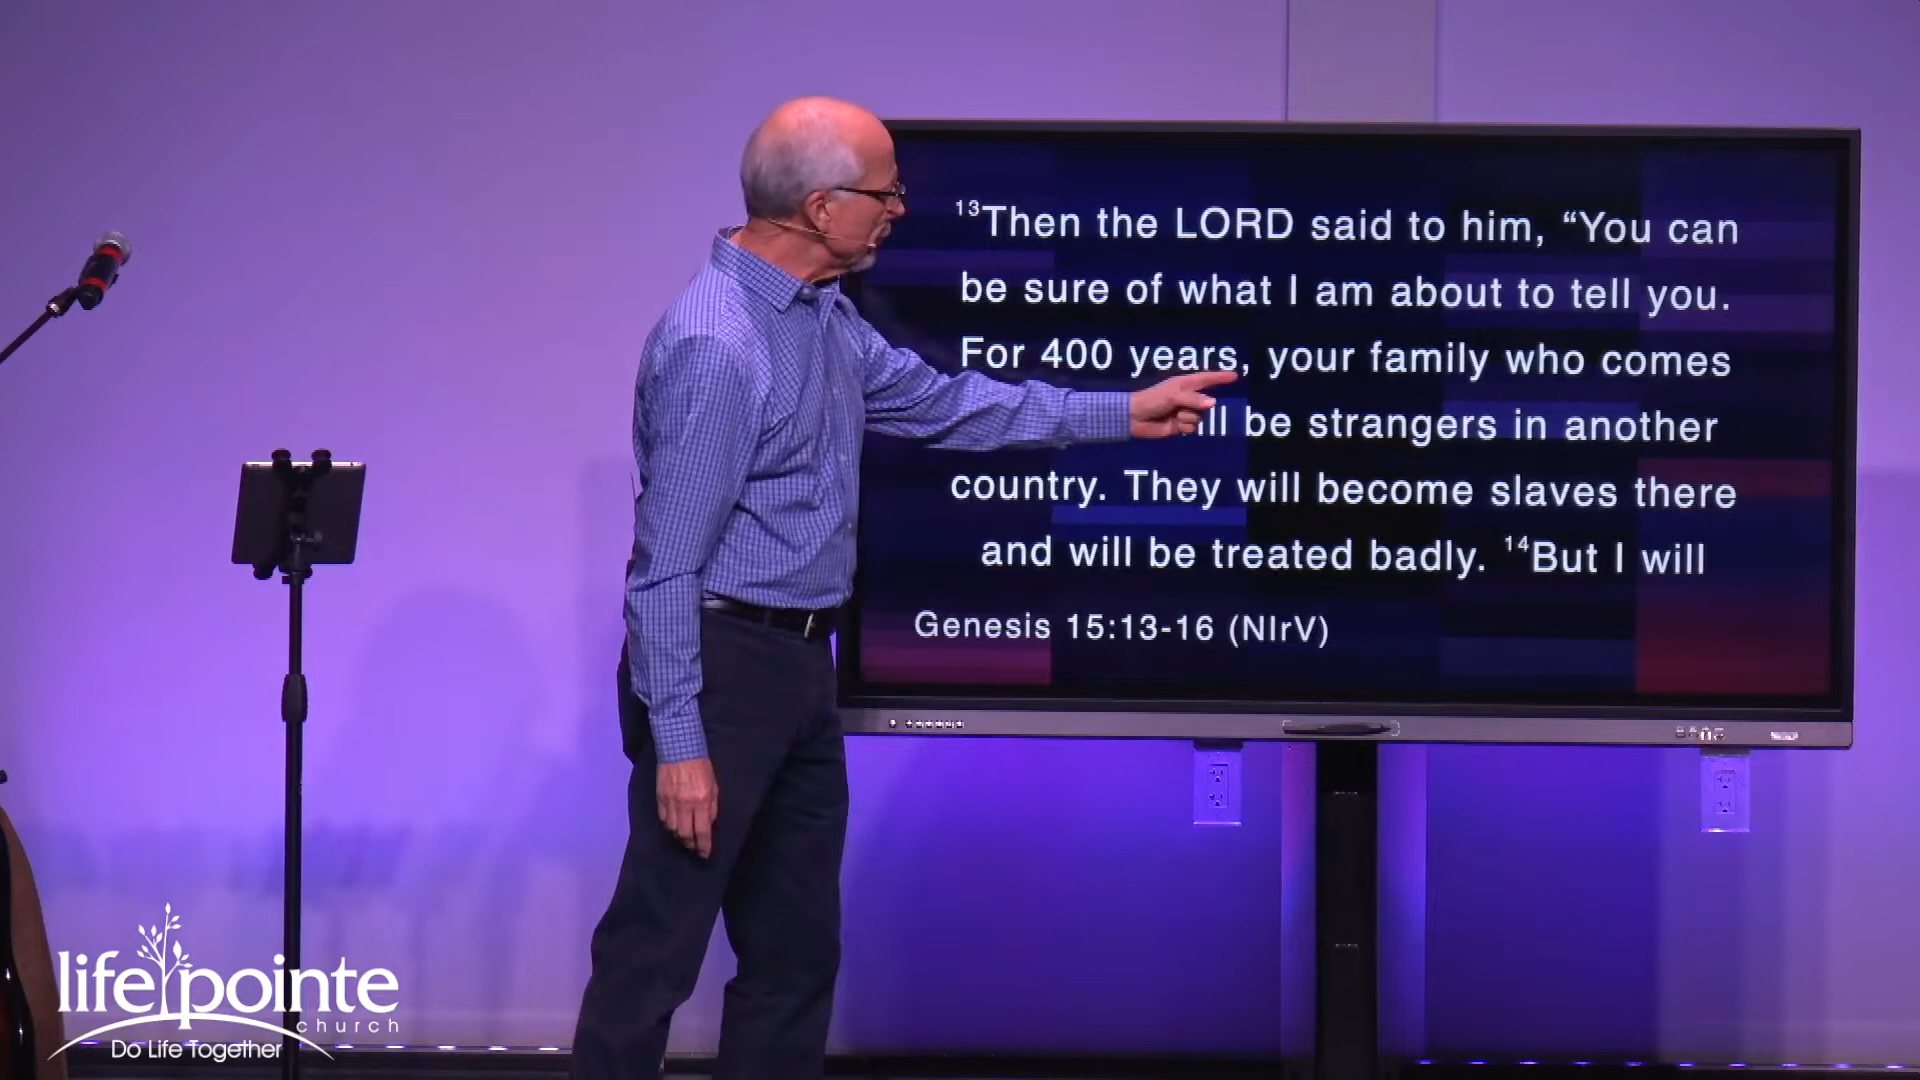 ¹³Then the LORD said to him, “You can
be sure of what I am about to tell you.
For 400 years, your family who comes
be strangers in another
country. They will become slaves there
and will be treated badly. ¹⁴But I will
Genesis 15:13-16 (NIrV)
life pointe
church
Do Life Together